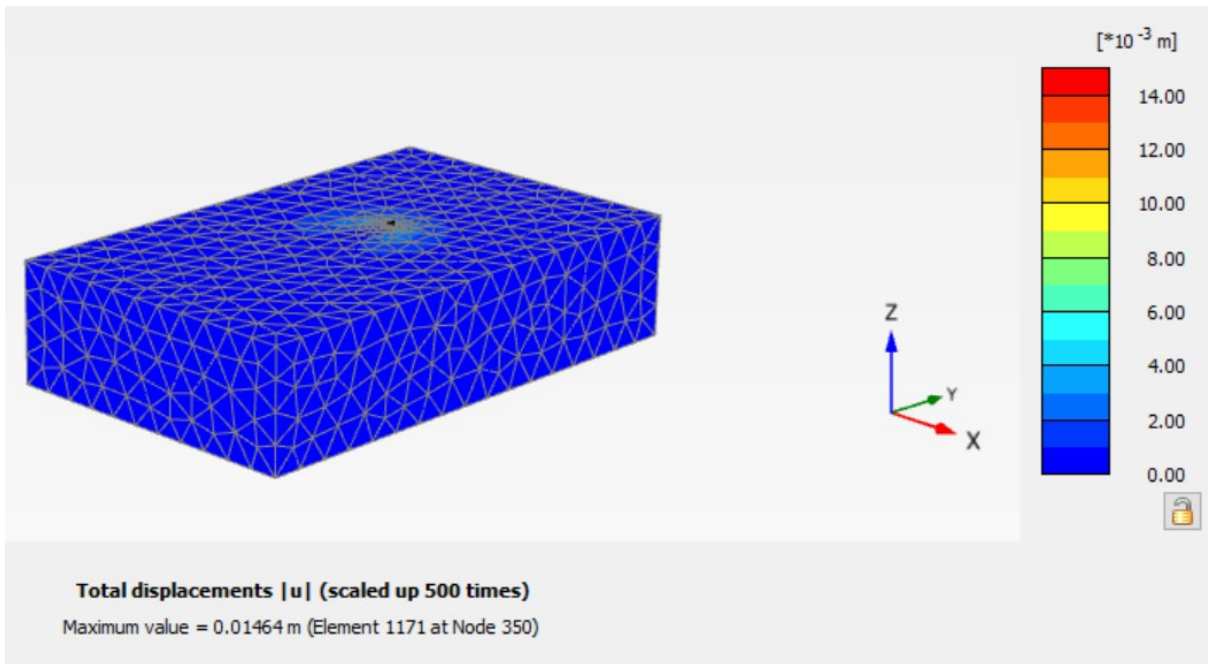 [*10 -3 m]
14.00
12.00
10.00
8.00
6.00
4.00
2.00
0.00
Z
Y
X
Total displacements |u| (scaled up 500 times)
Maximum value = 0.01464 m (Element 1171 at Node 350)